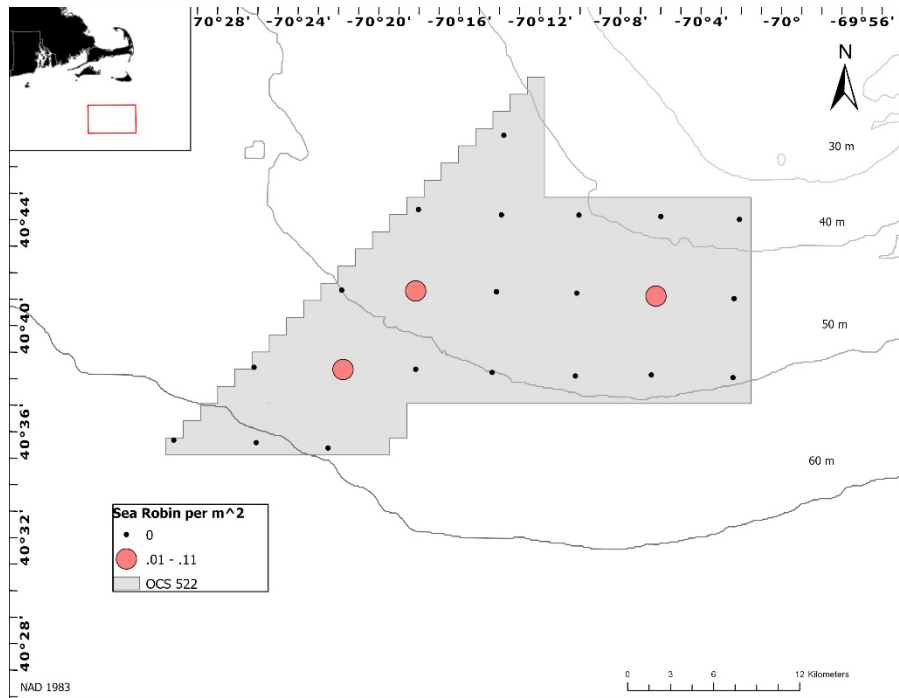 -70°28' -70°24' -70°20' -70°16' -70°12' -70°8' -70°4' -70° -69°56'
N
30 m
40°44'
40 m
40°40'
50 m
40°36'
60 m
Sea Robin per m^2
0
.01 - .11
OCS 522
40°32'
40°28'
NAD 1983
0 3 6 12 Kilometers